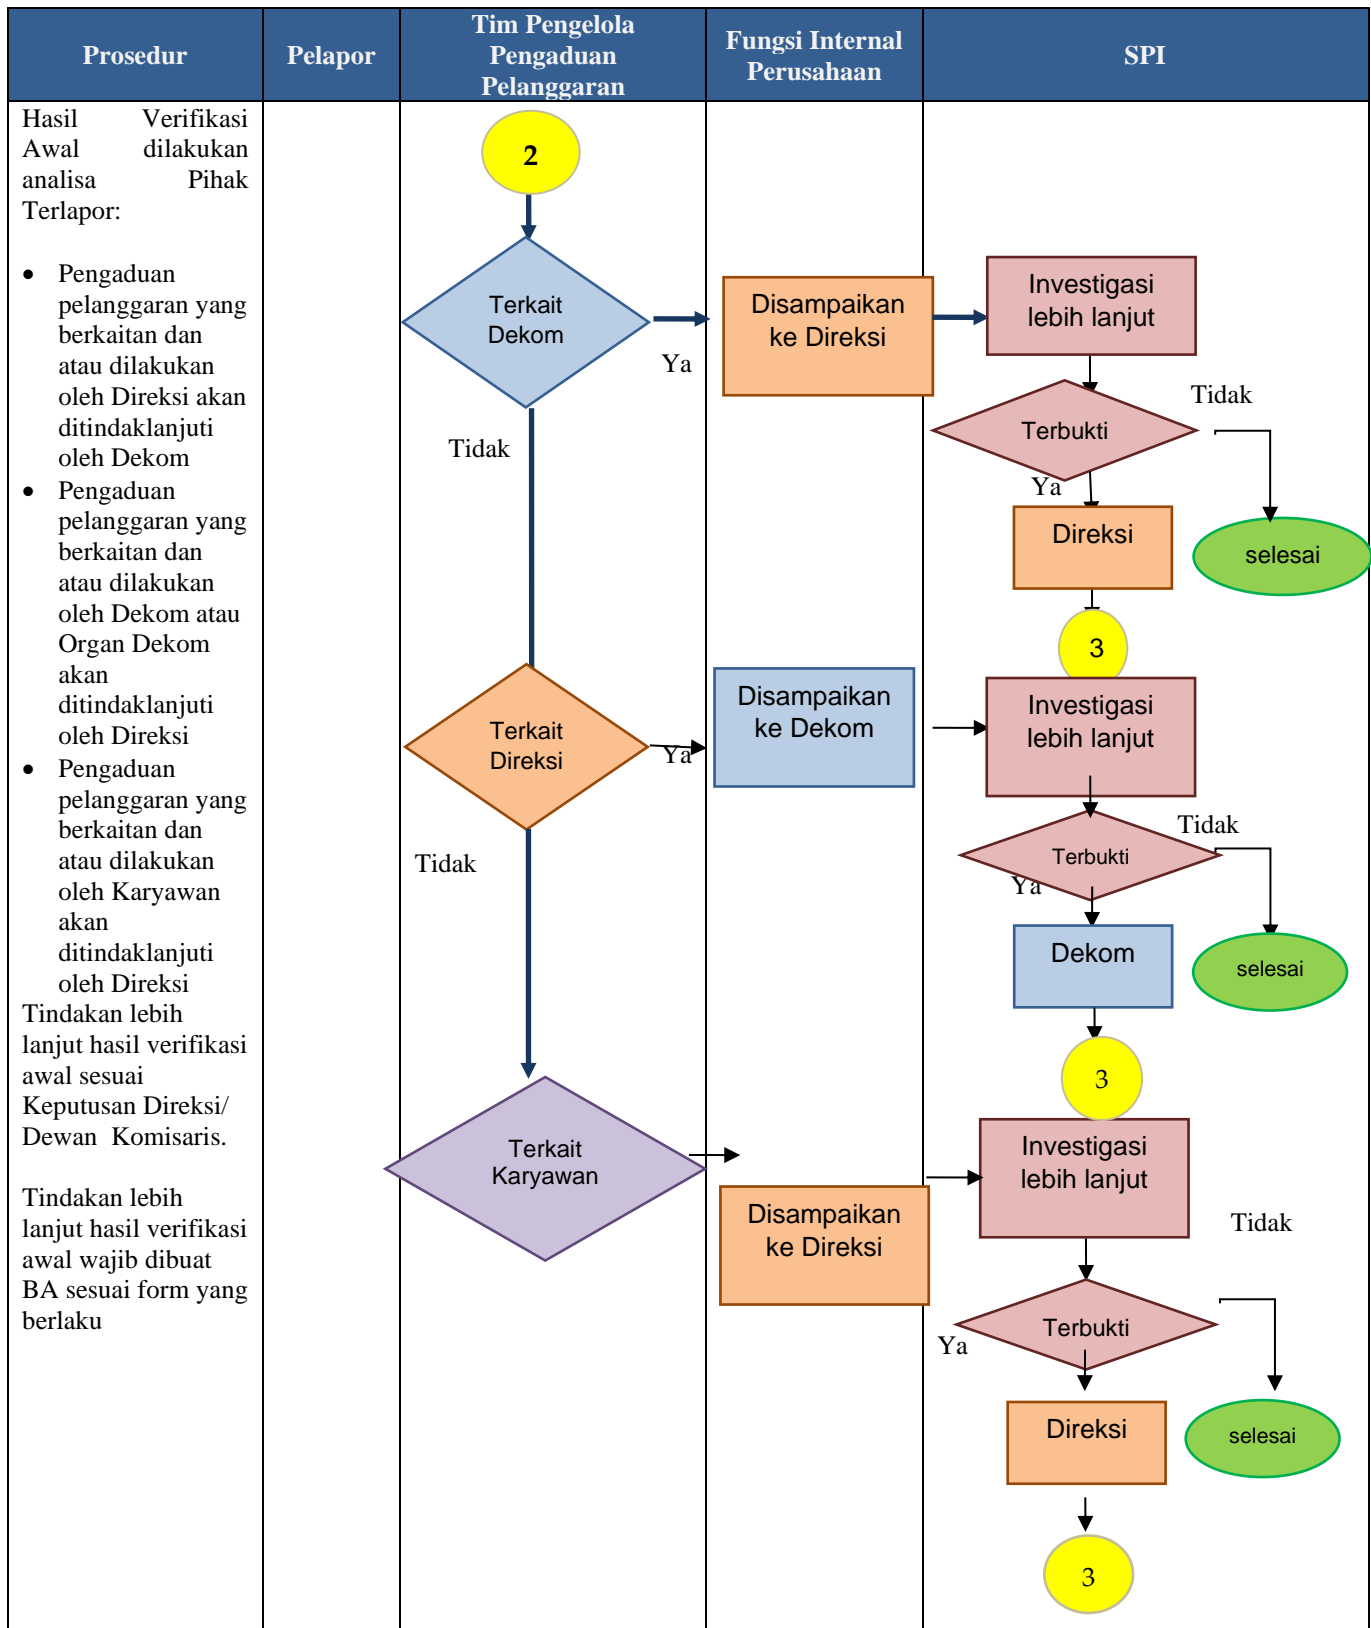 Prosedur
Pelapor
Tim Pengelola
Pengaduan
Pelanggaran
Fungsi Internal
Perusahaan
SPI
Hasil Verifikasi
Awal dilakukan
analisa Pihak
Terlapor:
• Pengaduan
pelanggaran yang
berkaitan dan
atau dilakukan
oleh Direksi akan
ditindaklanjuti
oleh Dekom
• Pengaduan
pelanggaran yang
berkaitan dan
atau dilakukan
oleh Dekom atau
Organ Dekom
akan
ditindaklanjuti
oleh Direksi
• Pengaduan
pelanggaran yang
berkaitan dan
atau dilakukan
oleh Karyawan
akan
ditindaklanjuti
oleh Direksi
Tindakan lebih
lanjut hasil verifikasi
awal sesuai
Keputusan Direksi/
Dewan Komisaris.
Tindakan lebih
lanjut hasil verifikasi
awal wajib dibuat
BA sesuai form yang
berlaku
2
Terkait
Dekom
Ya
Tidak
Disampaikan
ke Direksi
Investigasi
lebih lanjut
Terbukti
Tidak
Ya
Direksi
selesai
3
Terkait
Direksi
Ya
Tidak
Disampaikan
ke Dekom
Investigasi
lebih lanjut
Terbukti
Tidak
Ya
Dekom
selesai
3
Terkait
Karyawan
Disampaikan
ke Direksi
Investigasi
lebih lanjut
Tidak
Terbukti
Ya
Direksi
selesai
3